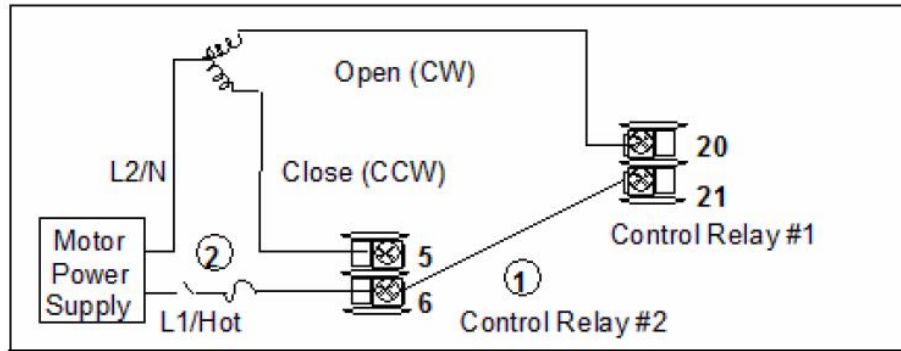 Open (CW)
20
L2/N
Close (CCW)
21
Control Relay #1
Motor
Power
Supply
2
5
1
6
L1/Hot
Control Relay #2